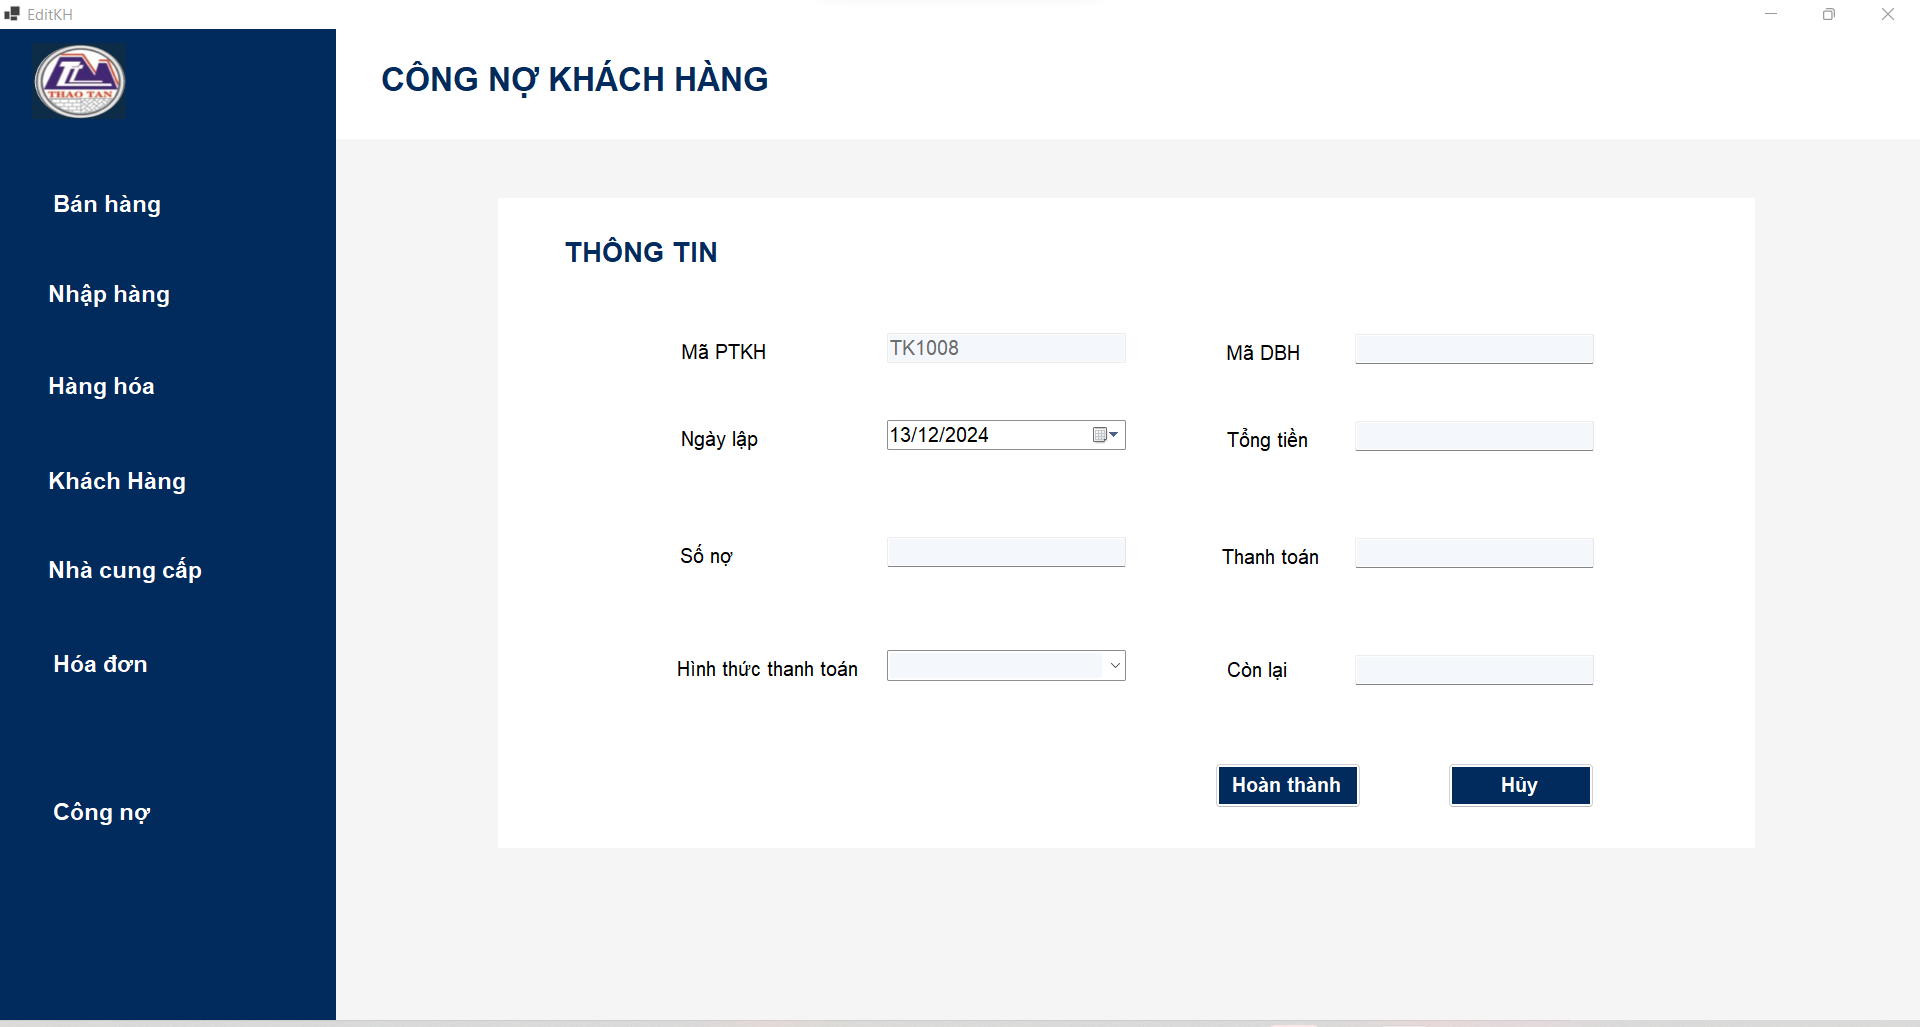 EditKH
THAO TAN
CÔNG NỢ KHÁCH HÀNG
Bán hàng
Nhập hàng
Hàng hóa
Khách Hàng
Nhà cung cấp
Hóa đơn
Công nợ
THÔNG TIN
Mã PTKH TK1008 Mã DBH
Ngày lập 13/12/2024 Tổng tiền
Số nợ Thanh toán
Hình thức thanh toán Còn lại
Hoàn thành Hủy